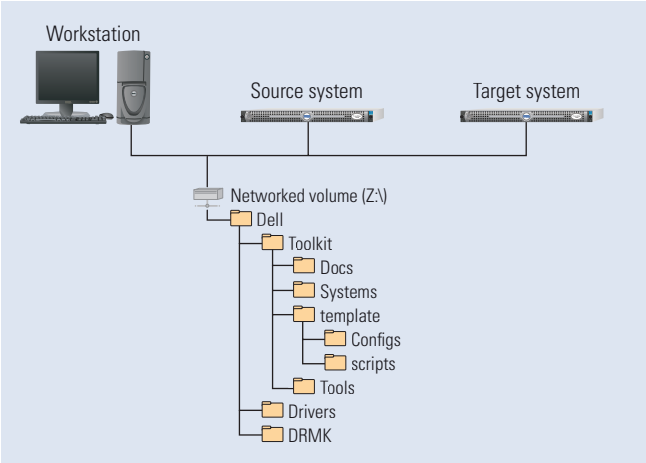 Workstation
Source system
Target system
Networked volume (Z:\)
Dell
Toolkit
Docs
Systems
template
Configs
scripts
Tools
Drivers
DRMK